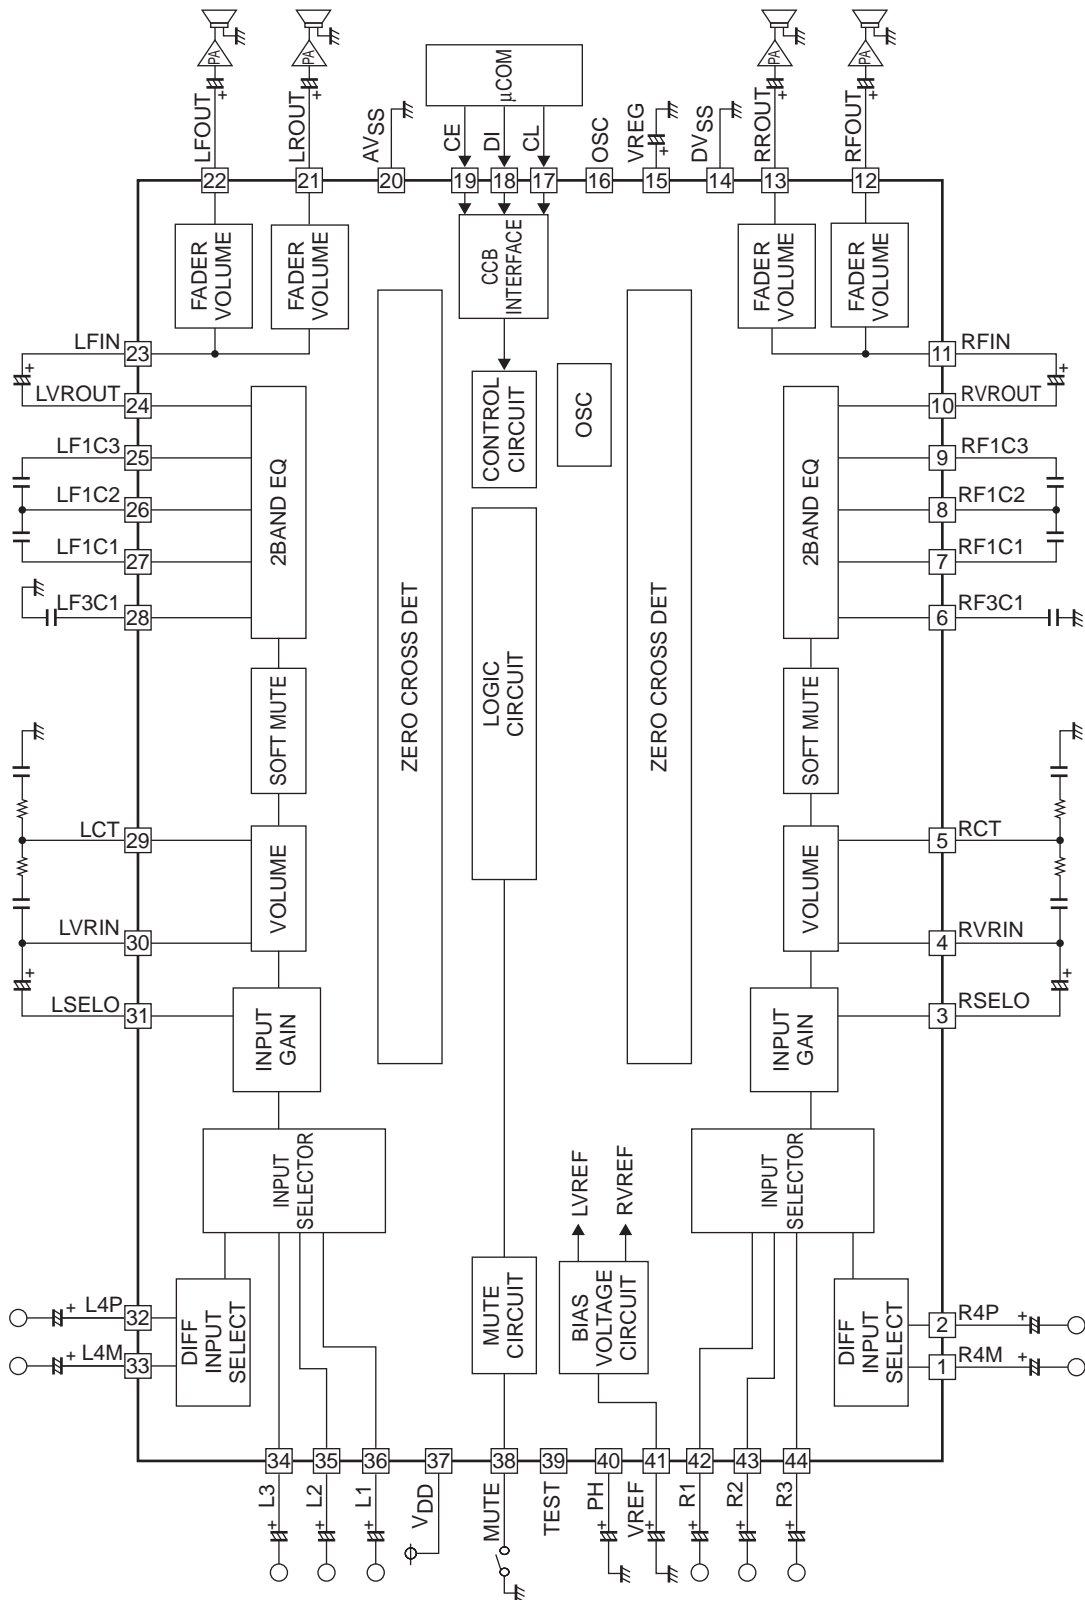 PA
PA
µCOM
PA
PA
LFOUT
LROUT
AVSS
CE
DI
CL
OSC
VREG
DVSS
RROUT
RFOUT
22
21
20
19
18
17
16
15
14
13
12
FADER
VOLUME
FADER
VOLUME
CCB
INTERFACE
FADER
VOLUME
FADER
VOLUME
LFIN
23
11
RFIN
LVROUT
24
10
RVROUT
LF1C3
25
9
RF1C3
LF1C2
26
8
RF1C2
LF1C1
27
7
RF1C1
LF3C1
28
6
RF3C1
2BAND EQ
CONTROL
CIRCUIT
OSC
2BAND EQ
ZERO CROSS DET
LOGIC
CIRCUIT
ZERO CROSS DET
SOFT MUTE
SOFT MUTE
LCT
29
5
RCT
VOLUME
VOLUME
LVRIN
30
4
RVRIN
LSELO
31
3
RSELO
INPUT
GAIN
INPUT
GAIN
INPUT
SELECTOR
LVREF
RVREF
INPUT
SELECTOR
L4P
32
2
R4P
L4M
33
1
R4M
DIFF
INPUT
SELECT
MUTE
CIRCUIT
BIAS
VOLTAGE
CIRCUIT
DIFF
INPUT
SELECT
34
35
36
37
38
39
40
41
42
43
44
L3
L2
L1
VDD
MUTE
TEST
PH
VREF
R1
R2
R3